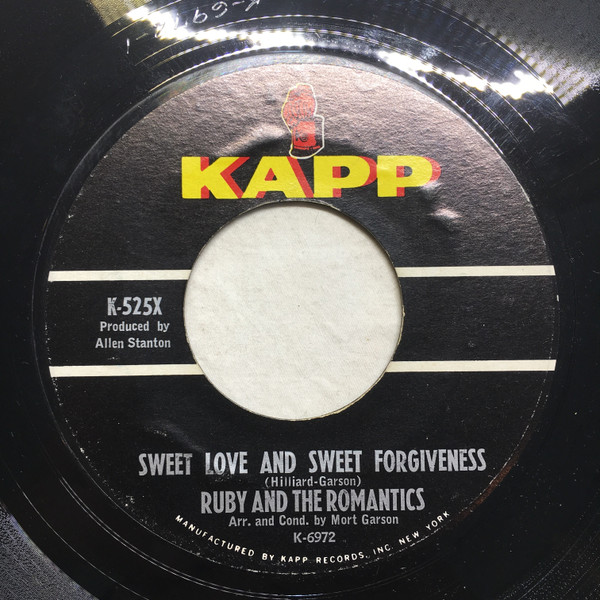 KAPP
K-525X
Produced by
Allen Stanton
SWEET LOVE AND SWEET FORGIVENESS
(Hilliard-Garson)
RUBY AND THE ROMANTICS
Arr. and Cond. by Mort Garson
K-6972
MANUFACTURED BY KAPP RECORDS, INC. NEW YORK